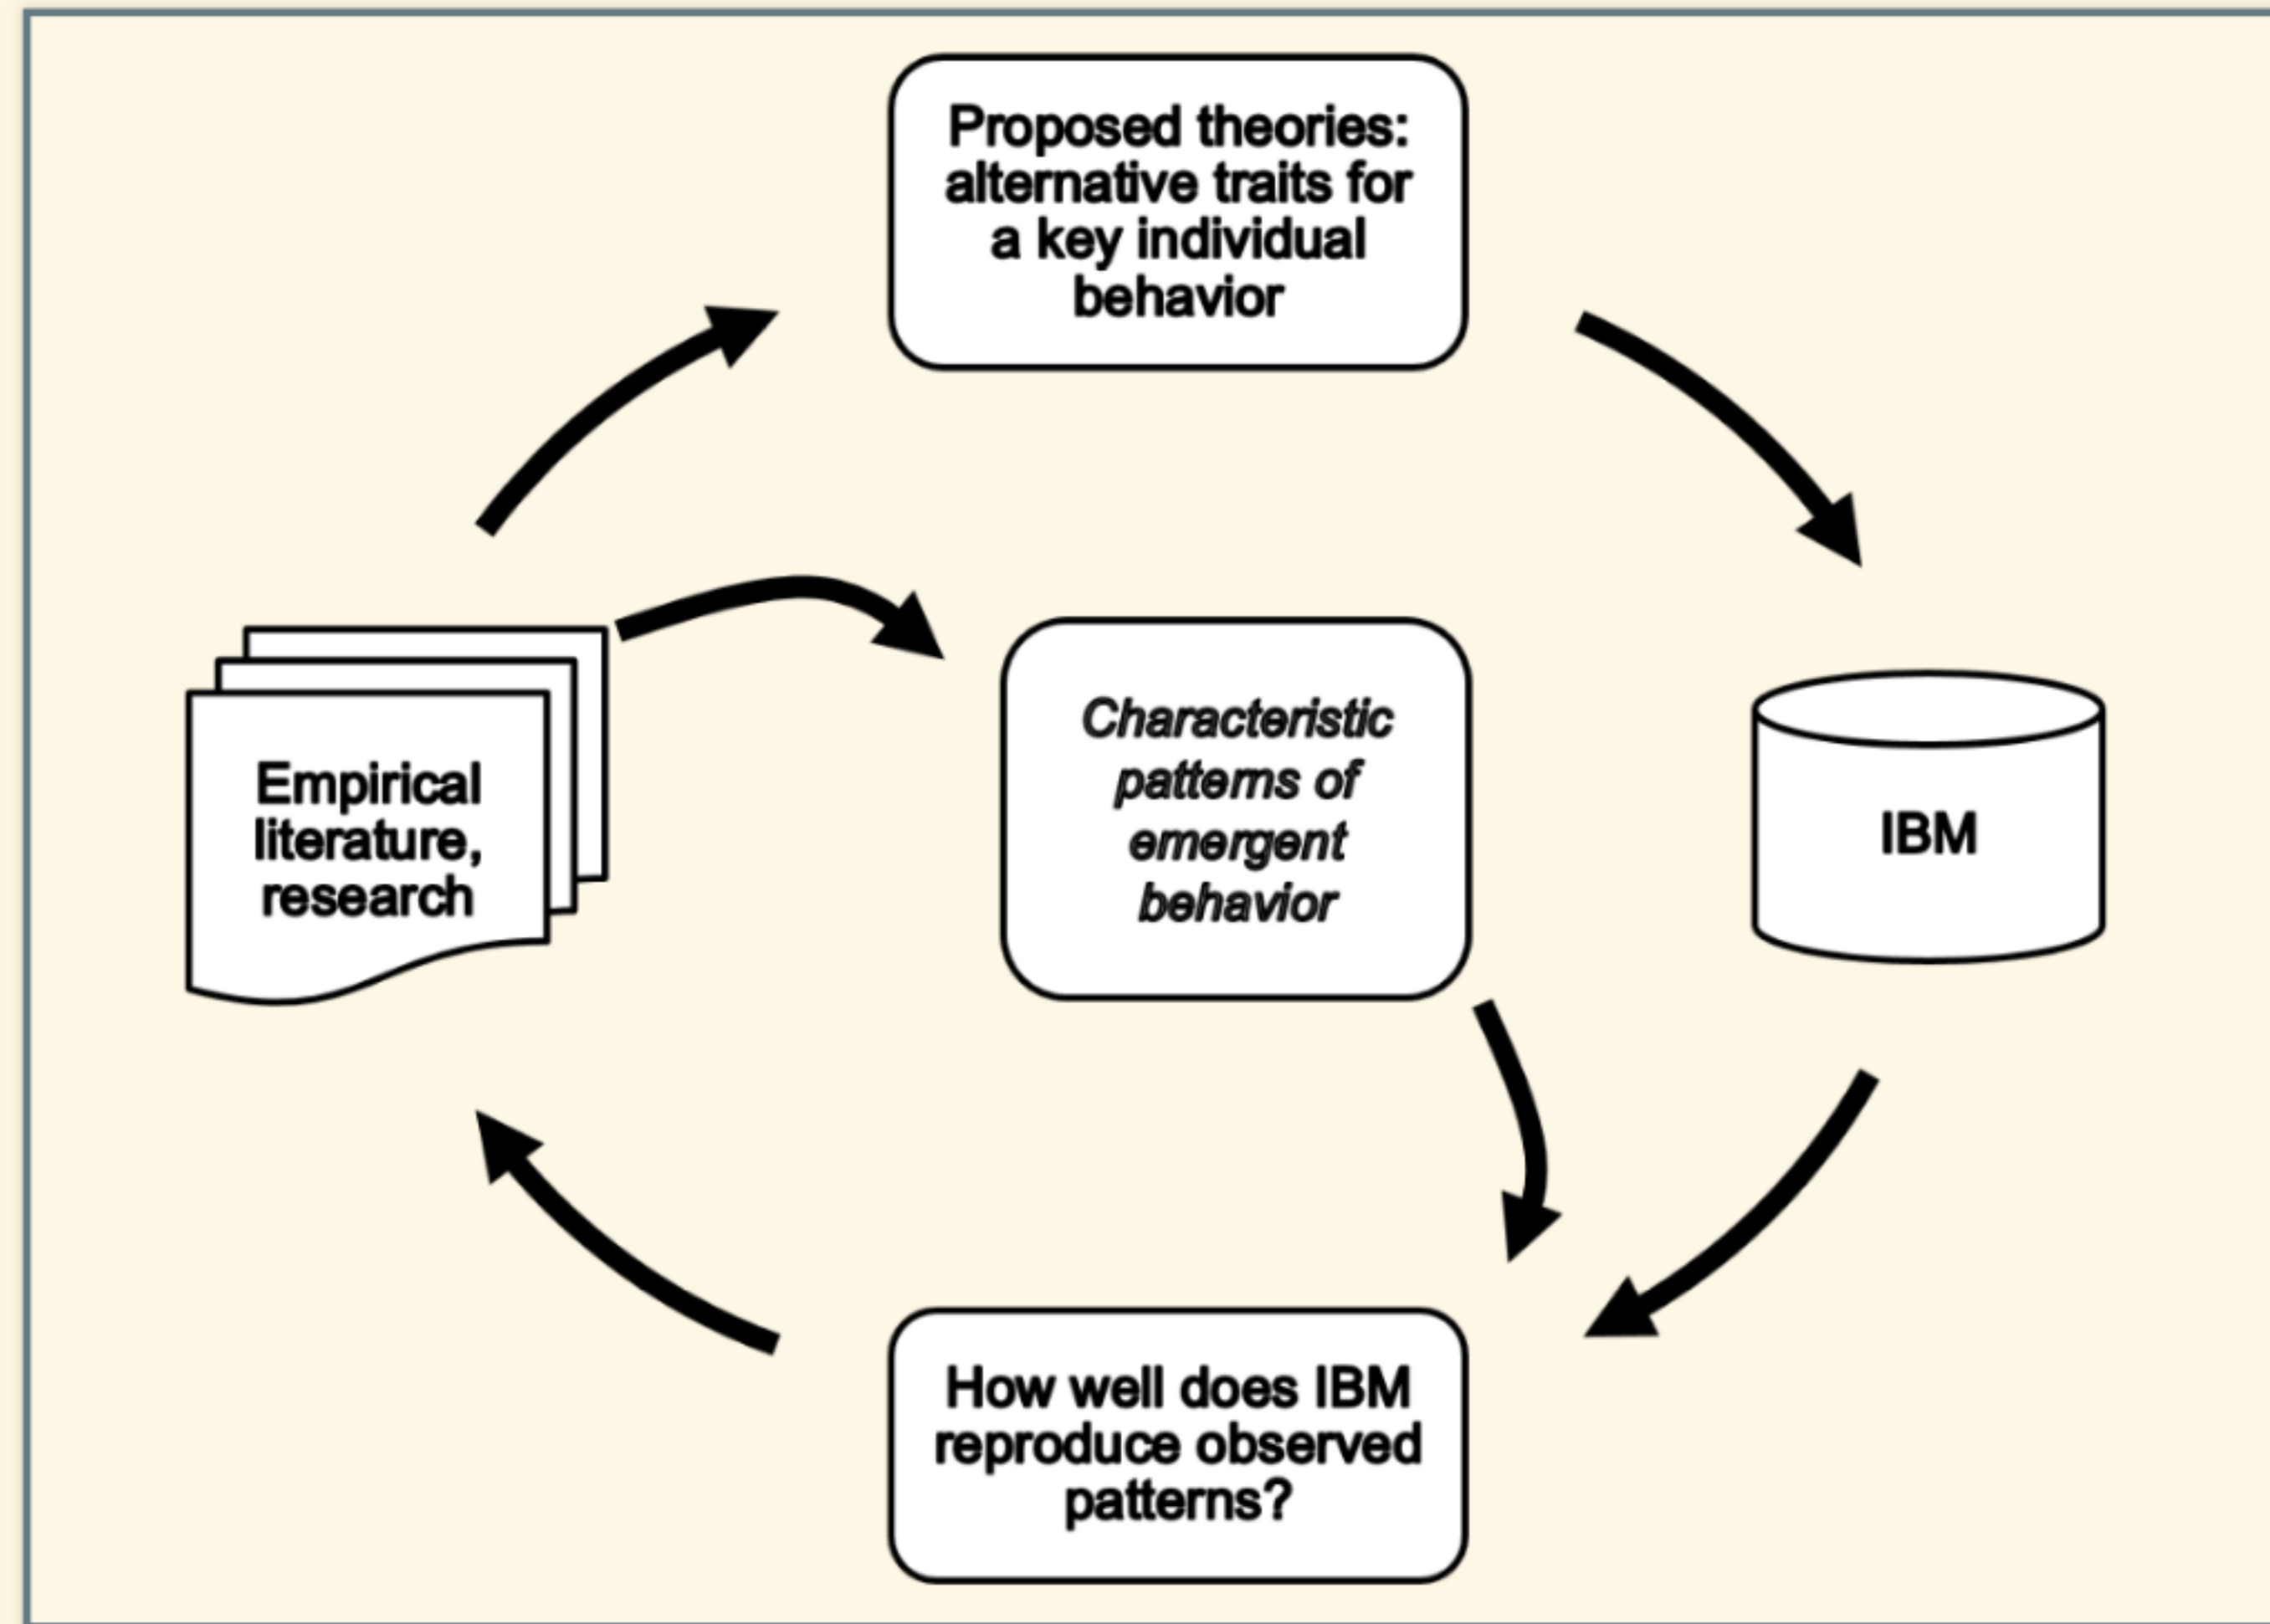 Proposed theories:
alternative traits for
a key individual
behavior
Empirical
literature,
research
Characteristic
patterns of
emergent
behavior
IBM
How well does IBM
reproduce observed
patterns?